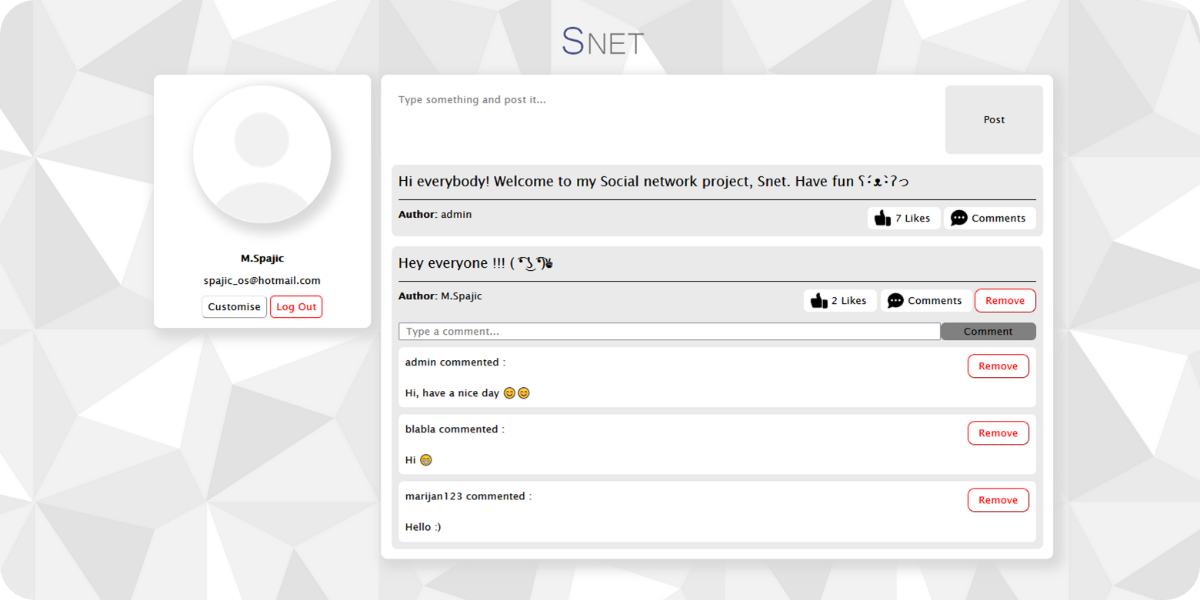 SNET
M.Spajic
spajic_os@hotmail.com
Customise
Log Out
Type something and post it...
Post
Hi everybody! Welcome to my Social network project, Snet. Have fun ʕ·́ᴥ·̀ʔっ
Author: admin
7 Likes
Comments
Hey everyone !!! ( ͡° ͜ʖ ͡°)✌
Author: M.Spajic
2 Likes
Comments
Remove
Type a comment...
Comment
admin commented :
Remove
Hi, have a nice day 😊😊
blabla commented :
Remove
Hi 😁
marijan123 commented :
Remove
Hello :)